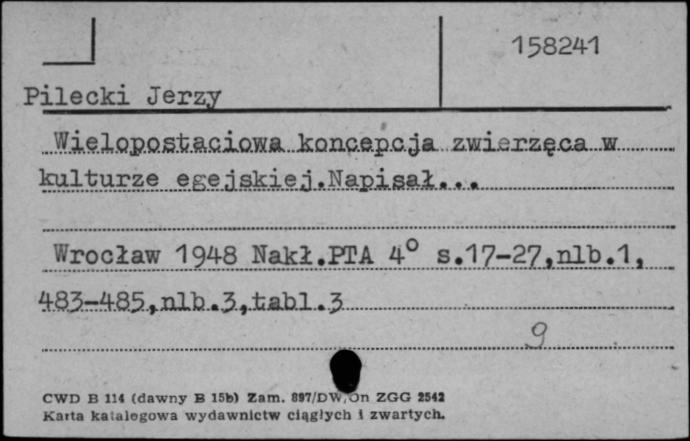 158241
Pilecki Jerzy
Wielopostaciowa koncepcja zwierzęca w
kulturze egejskiej.Napisał...
Wrocław 1948 Nakł.PTA 4° s.17-27,nlb.1,
483-485,nlb.3,tabl.3
9
CWD B 114 (dawny B 15b) Zam. 897/DW/On ZGG 2542
Karta katalogowa wydawnictw ciągłych i zwartych.